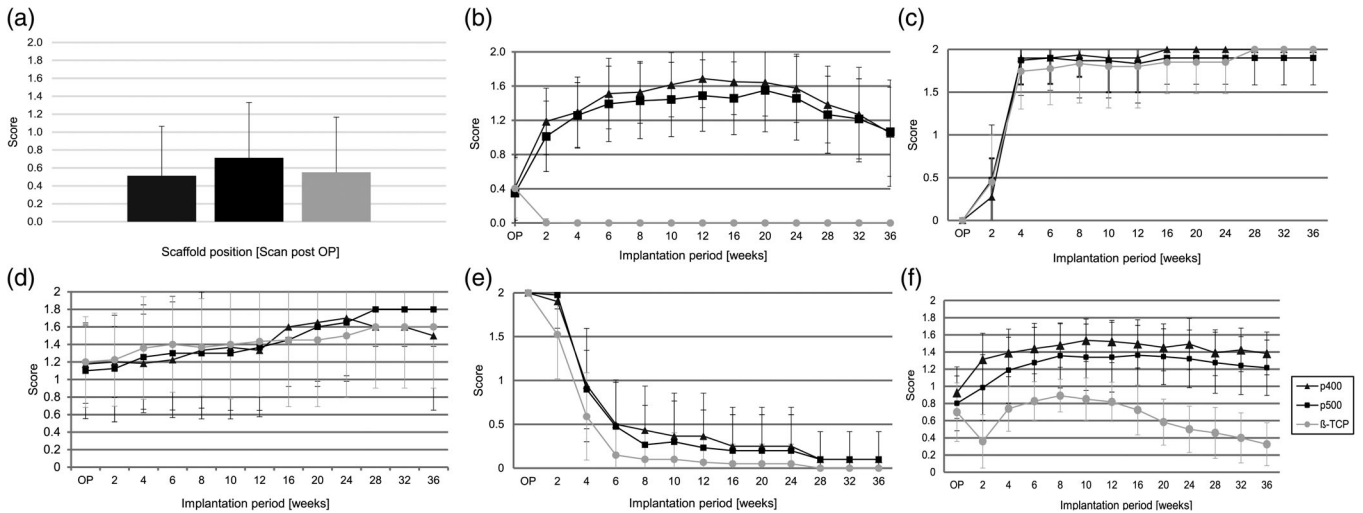 (a)
2.0
1.8
1.6
1.4
1.2
1.0
0.8
0.6
0.4
0.2
0.0
Score
Scaffold position [Scan post OP]
(b)
2.0
1.6
1.2
0.8
0.4
0.0
Score
OP 2 4 6 8 10 12 16 20 24 28 32 36
Implantation period [weeks]
(c)
2
1.5
1
0.5
0
Score
OP 2 4 6 8 10 12 16 20 24 28 32 36
Implantation period [weeks]
(d)
2
1.8
1.6
1.4
1.2
1
0.8
0.6
0.4
0.2
0
Score
OP 2 4 6 8 10 12 16 20 24 28 32 36
Implantation period [weeks]
(e)
2
1.5
1
0.5
0
Score
OP 2 4 6 8 10 12 16 20 24 28 32 36
Implantation period [weeks]
(f)
2
1.8
1.6
1.4
1.2
1
0.8
0.6
0.4
0.2
0
Score
OP 2 4 6 8 10 12 16 20 24 28 32 36
Implantation period [weeks]
p400
p500
ß-TCP